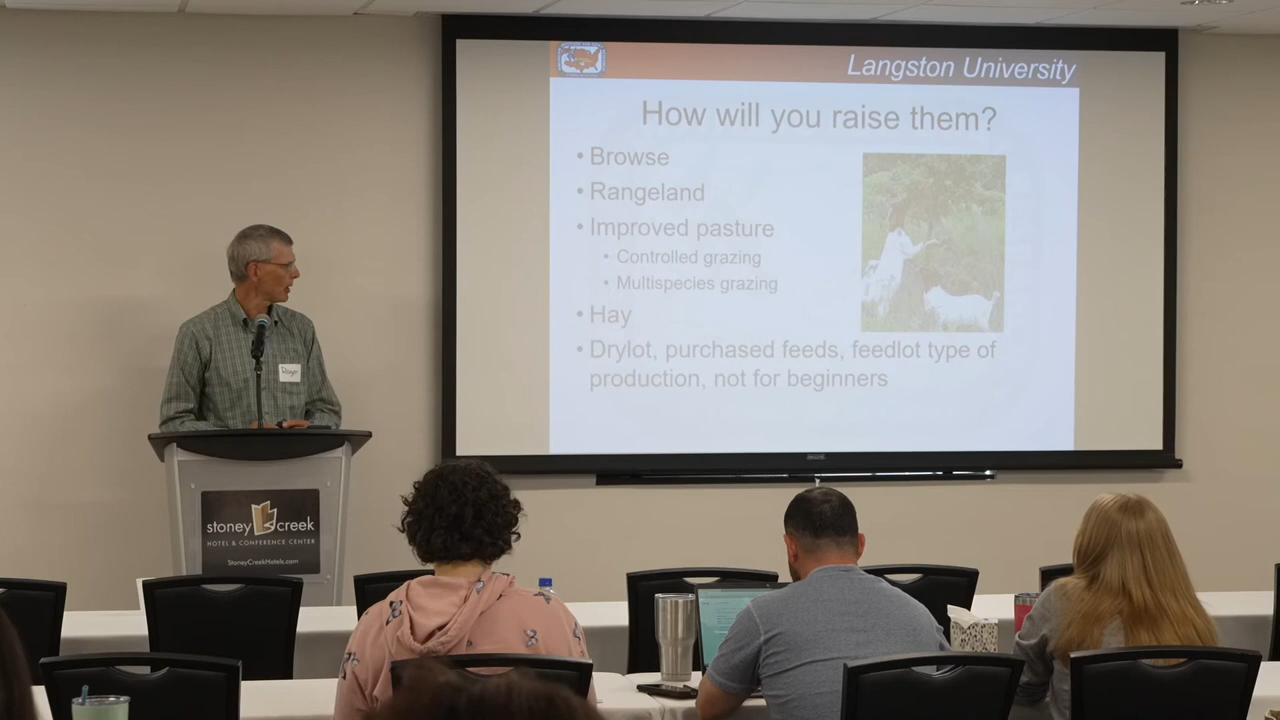 Langston University
How will you raise them?
• Browse
• Rangeland
• Improved pasture
• Controlled grazing
• Multispecies grazing
• Hay
• Drylot, purchased feeds, feedlot type of
production, not for beginners
Roger
stoney creek
HOTEL & CONFERENCE CENTER
StoneyCreekHotels.com